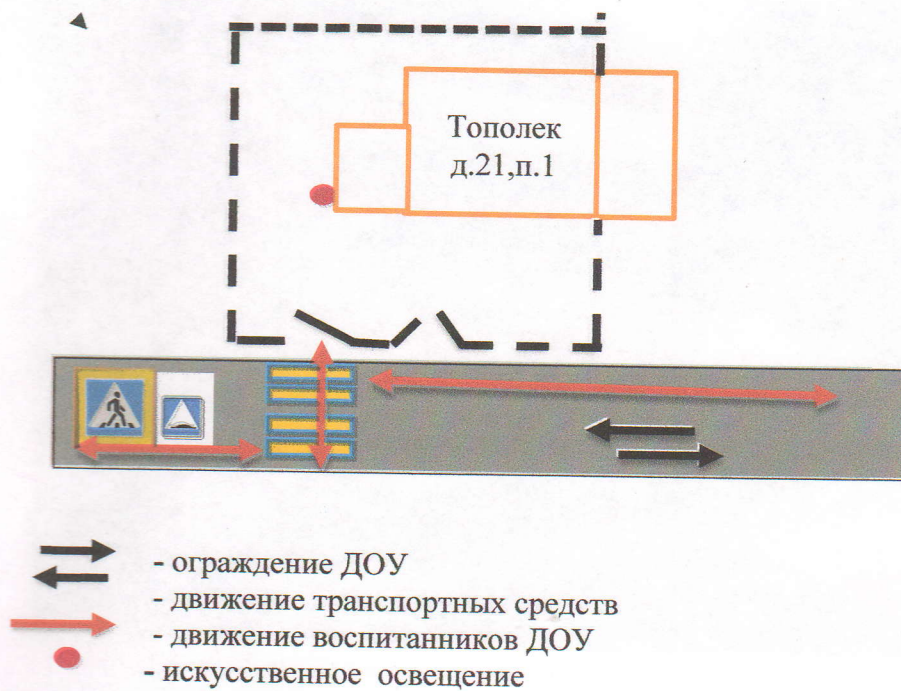 Тополек
д.21,п.1
- ограждение ДОУ
- движение транспортных средств
- движение воспитанников ДОУ
- искусственное освещение